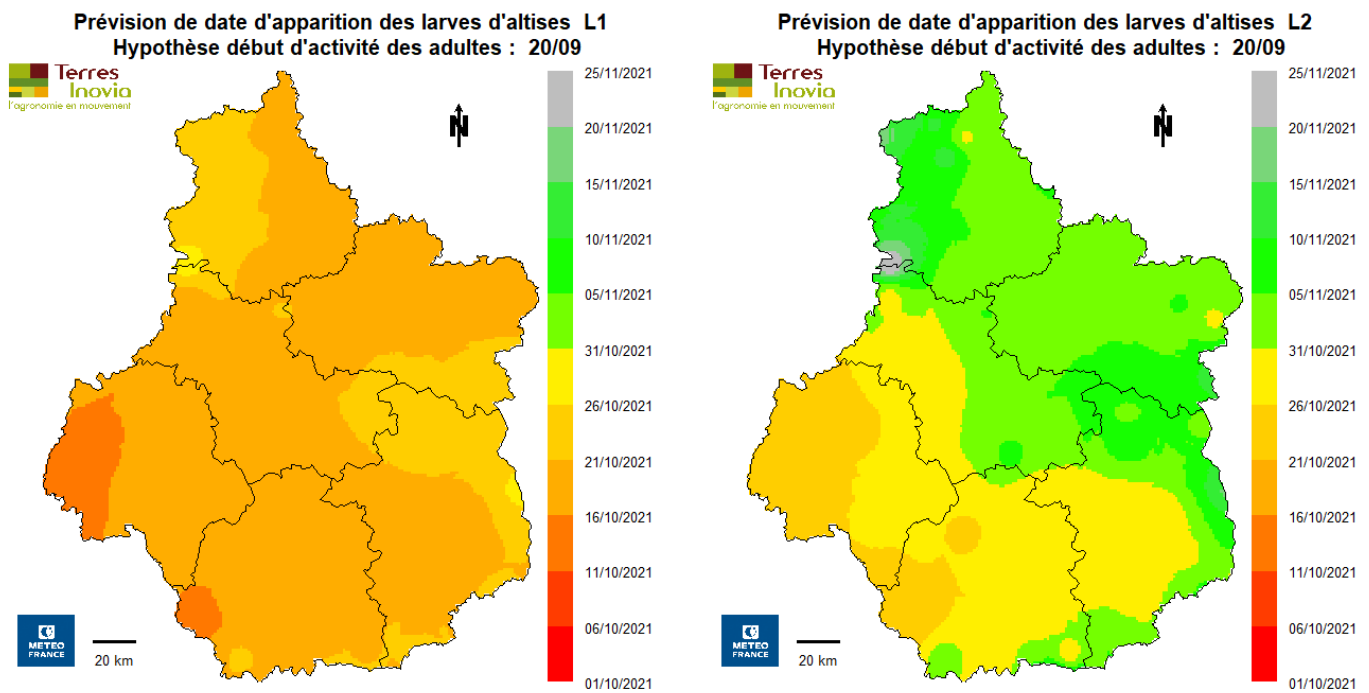 Prévision de date d'apparition des larves d'altises L1
Hypothèse début d'activité des adultes : 20/09
Terres
Inovia
l'agronomie en mouvement
N
25/11/2021
20/11/2021
15/11/2021
10/11/2021
05/11/2021
31/10/2021
26/10/2021
21/10/2021
16/10/2021
11/10/2021
06/10/2021
01/10/2021
METEO
FRANCE
20 km
Prévision de date d'apparition des larves d'altises L2
Hypothèse début d'activité des adultes : 20/09
Terres
Inovia
l'agronomie en mouvement
N
25/11/2021
20/11/2021
15/11/2021
10/11/2021
05/11/2021
31/10/2021
26/10/2021
21/10/2021
16/10/2021
11/10/2021
06/10/2021
01/10/2021
METEO
FRANCE
20 km